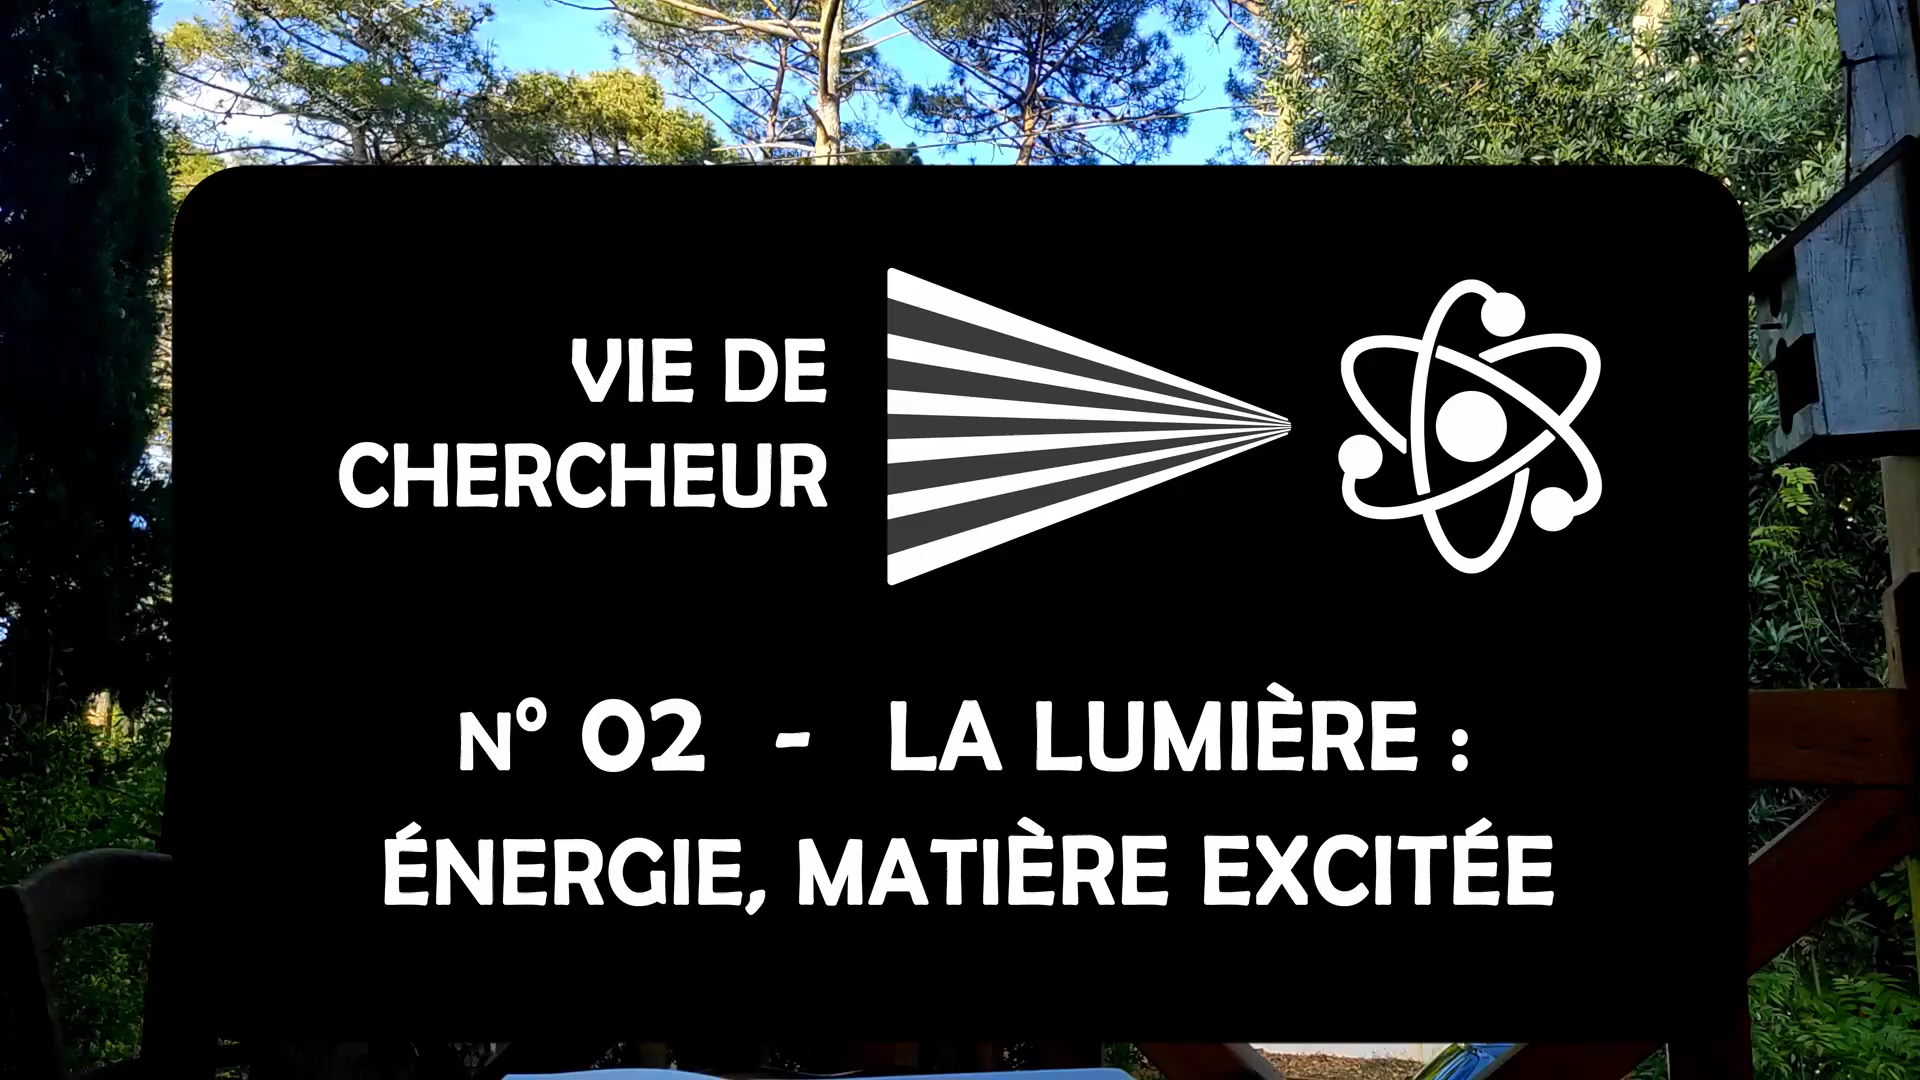 VIE DE
CHERCHEUR
N° 02 - LA LUMIÈRE :
ÉNERGIE, MATIÈRE EXCITÉE